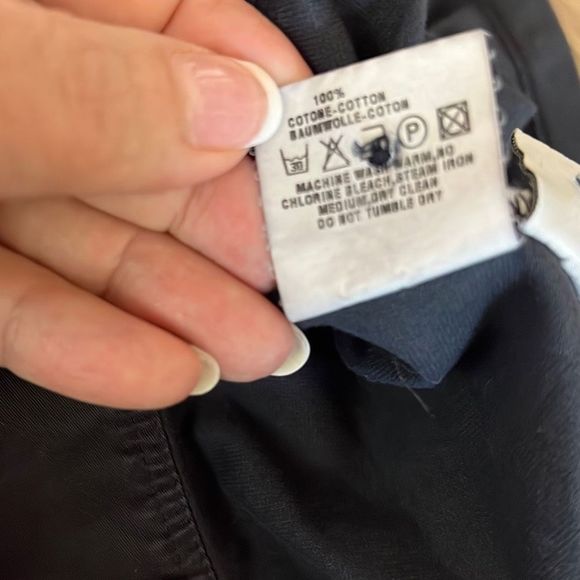 100%
COTONE-COTTON
BAUMWOLLE-COTON
30 P
MACHINE WASH WARM, NO
CHLORINE BLEACH, STEAM IRON
MEDIUM, DRY CLEAN
DO NOT TUMBLE DRY